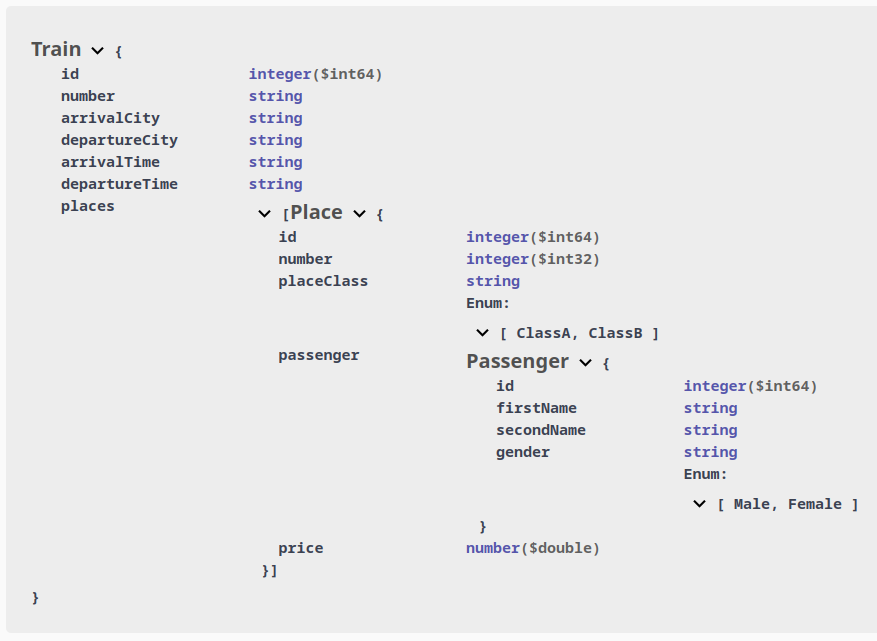 Train {
id integer($int64)
number string
arrivalCity string
departureCity string
arrivalTime string
departureTime string
places [Place {
id integer($int64)
number integer($int32)
placeClass string
Enum:
[ ClassA, ClassB ]
passenger Passenger {
id integer($int64)
firstName string
secondName string
gender string
Enum:
[ Male, Female ]
}
price number($double)
}]
}